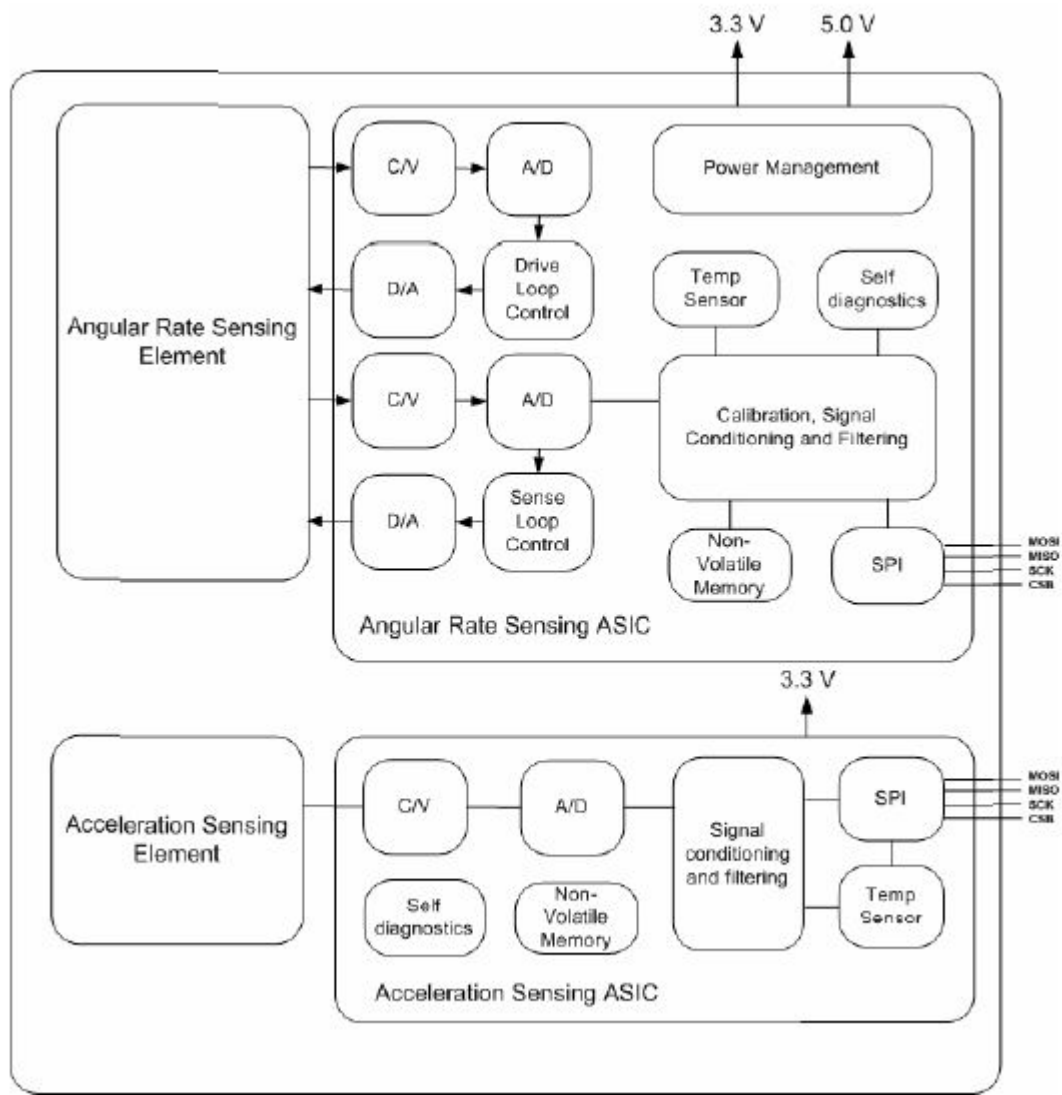 3.3 V
5.0 V
C/V
A/D
Power Management
D/A
Drive
Loop
Control
Temp
Sensor
Self
diagnostics
Angular Rate Sensing
Element
C/V
A/D
Calibration, Signal
Conditioning and Filtering
D/A
Sense
Loop
Control
Non-
Volatile
Memory
SPI
MOSI
MISO
SCK
CSB
Angular Rate Sensing ASIC
3.3 V
Acceleration Sensing
Element
C/V
A/D
Signal
conditioning
and filtering
SPI
MOSI
MISO
SCK
CSB
Self
diagnostics
Non-
Volatile
Memory
Temp
Sensor
Acceleration Sensing ASIC